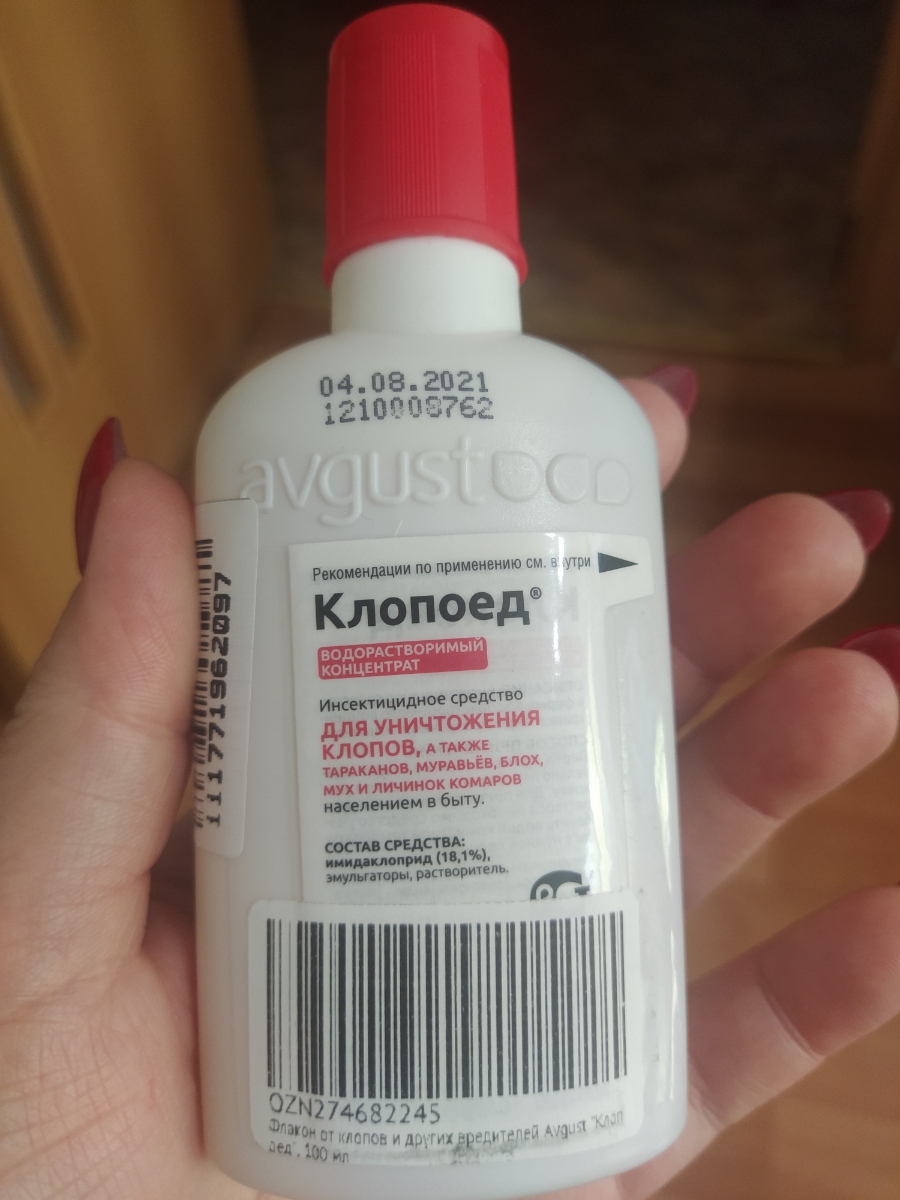 04.08.2021
1210008762
avgust
Рекомендации по применению см. внутри
Клопоед®
ВОДОРАСТВОРИМЫЙ
КОНЦЕНТРАТ
Инсектицидное средство
ДЛЯ УНИЧТОЖЕНИЯ
КЛОПОВ, А ТАКЖЕ
ТАРАКАНОВ, МУРАВЬЁВ, БЛОХ,
МУХ И ЛИЧИНОК КОМАРОВ
населением в быту.
СОСТАВ СРЕДСТВА:
имидаклоприд (18,1%),
эмульгаторы, растворитель.
111771962097
OZN274682245
Флакон от клопов и других вредителей Avgust "Клоп
оед", 100 мл